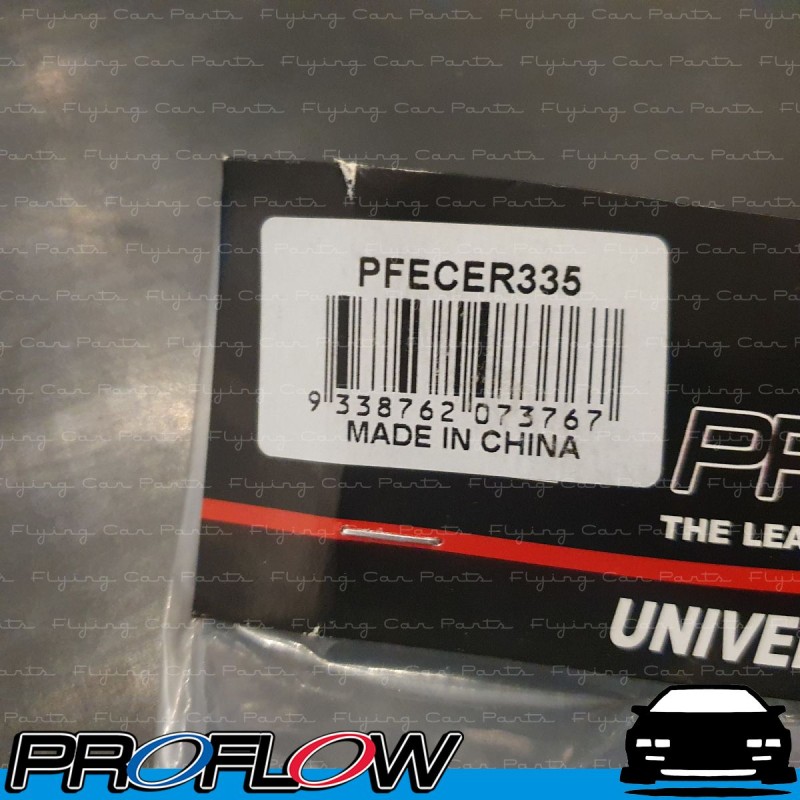 Flying Car Parts
PFECER335
9 338762 073767
MADE IN CHINA
THE LEA
UNIVE
PROFLOW